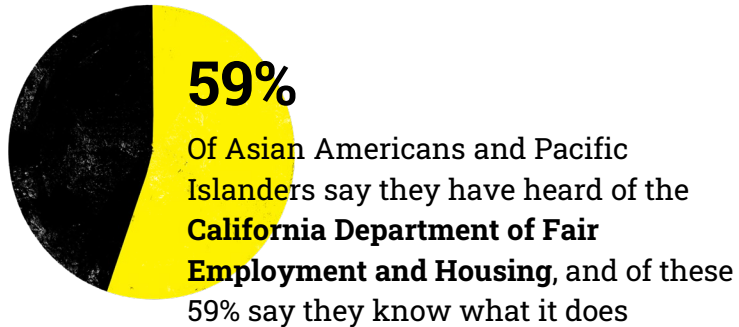 59%
Of Asian Americans and Pacific
Islanders say they have heard of the
California Department of Fair
Employment and Housing, and of these
59% say they know what it does